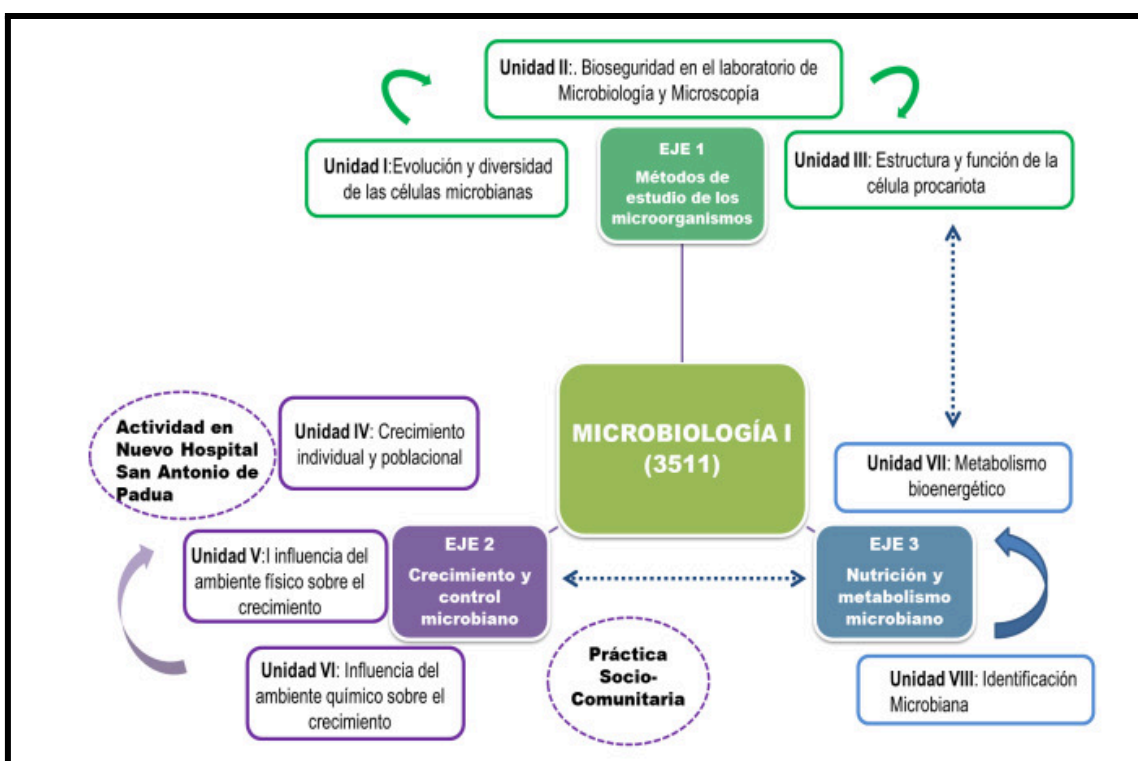 Unidad II:. Bioseguridad en el laboratorio de
Microbiología y Microscopía
Unidad I:Evolución y diversidad
de las células microbianas
EJE 1
Métodos de
estudio de los
microorganismos
Unidad III: Estructura y función de la
célula procariota
MICROBIOLOGÍA I
(3511)
Actividad en
Nuevo Hospital
San Antonio de
Padua
Unidad IV: Crecimiento
individual y poblacional
Unidad V:I influencia del
ambiente físico sobre el
crecimiento
Unidad VI: Influencia del
ambiente químico sobre el
crecimiento
EJE 2
Crecimiento y
control
microbiano
Práctica
Socio-
Comunitaria
Unidad VII: Metabolismo
bioenergético
EJE 3
Nutrición y
metabolismo
microbiano
Unidad VIII: Identificación
Microbiana